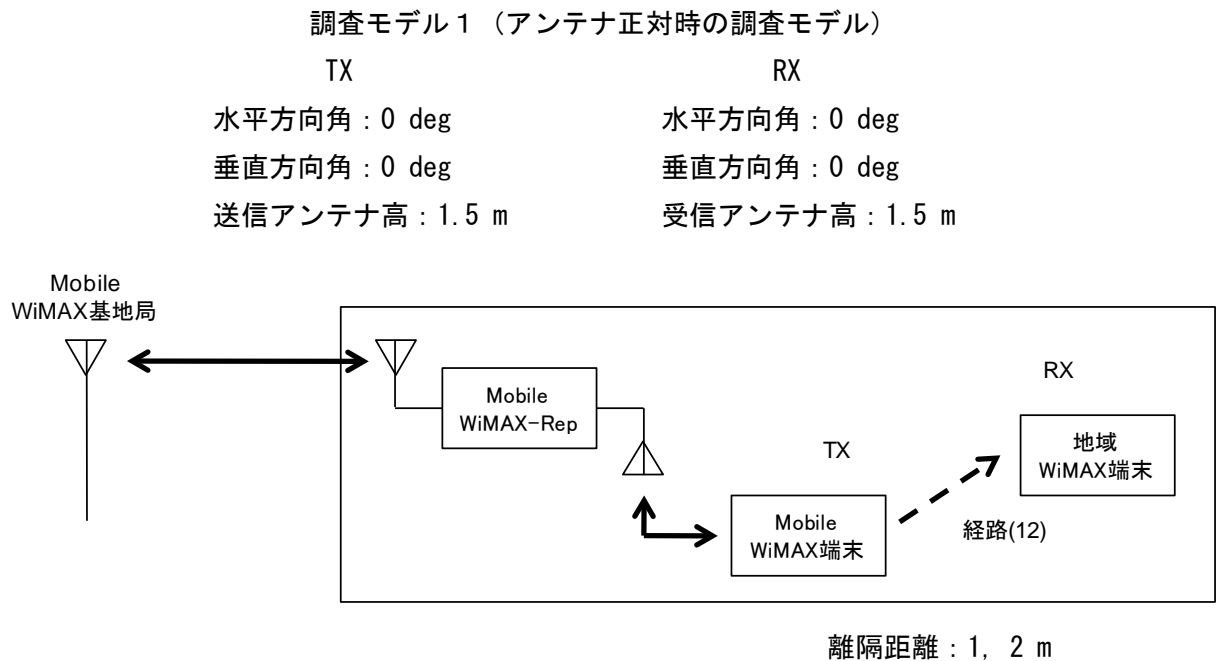 調査モデル１（アンテナ正対時の調査モデル）
TX
RX
水平方向角：0 deg
水平方向角：0 deg
垂直方向角：0 deg
垂直方向角：0 deg
送信アンテナ高：1.5 m
受信アンテナ高：1.5 m
Mobile
WiMAX基地局
Mobile
WiMAX-Rep
TX
Mobile
WiMAX端末
RX
地域
WiMAX端末
経路(12)
離隔距離：1, 2 m